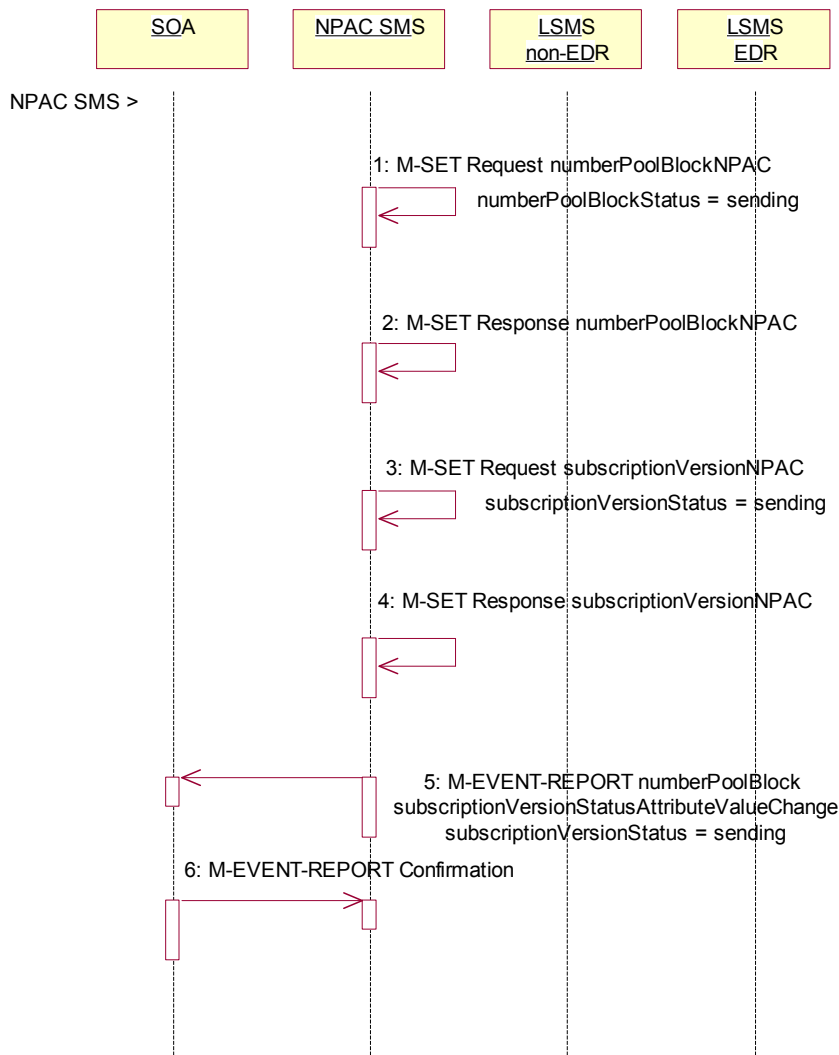 SOA
NPAC SMS
LSMS
non-EDR
LSMS
EDR
NPAC SMS >
1: M-SET Request numberPoolBlockNPAC
numberPoolBlockStatus = sending
2: M-SET Response numberPoolBlockNPAC
3: M-SET Request subscriptionVersionNPAC
subscriptionVersionStatus = sending
4: M-SET Response subscriptionVersionNPAC
5: M-EVENT-REPORT numberPoolBlock
subscriptionVersionStatusAttributeValueChange
subscriptionVersionStatus = sending
6: M-EVENT-REPORT Confirmation